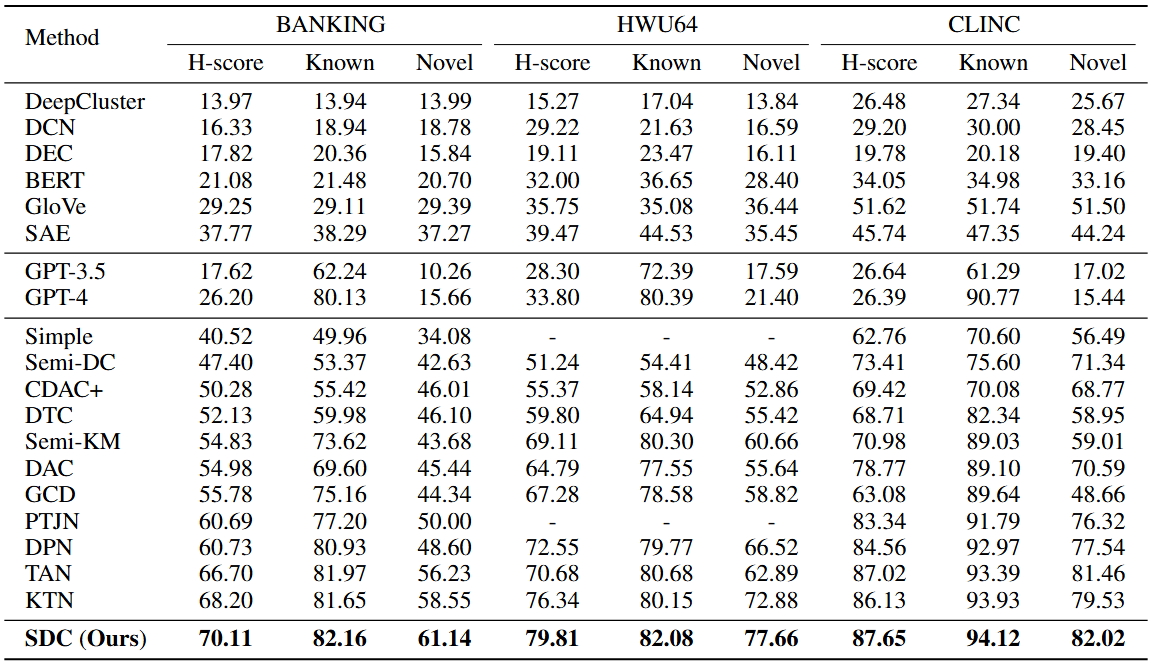 Method BANKING HWU64 CLINC
H-score Known Novel H-score Known Novel H-score Known Novel
DeepCluster 13.97 13.94 13.99 15.27 17.04 13.84 26.48 27.34 25.67
DCN 16.33 18.94 18.78 29.22 21.63 16.59 29.20 30.00 28.45
DEC 17.82 20.36 15.84 19.11 23.47 16.11 19.78 20.18 19.40
BERT 21.08 21.48 20.70 32.00 36.65 28.40 34.05 34.98 33.16
GloVe 29.25 29.11 29.39 35.75 35.08 36.44 51.62 51.74 51.50
SAE 37.77 38.29 37.27 39.47 44.53 35.45 45.74 47.35 44.24
GPT-3.5 17.62 62.24 10.26 28.30 72.39 17.59 26.64 61.29 17.02
GPT-4 26.20 80.13 15.66 33.80 80.39 21.40 26.39 90.77 15.44
Simple 40.52 49.96 34.08 - - - 62.76 70.60 56.49
Semi-DC 47.40 53.37 42.63 51.24 54.41 48.42 73.41 75.60 71.34
CDAC+ 50.28 55.42 46.01 55.37 58.14 52.86 69.42 70.08 68.77
DTC 52.13 59.98 46.10 59.80 64.94 55.42 68.71 82.34 58.95
Semi-KM 54.83 73.62 43.68 69.11 80.30 60.66 70.98 89.03 59.01
DAC 54.98 69.60 45.44 64.79 77.55 55.64 78.77 89.10 70.59
GCD 55.78 75.16 44.34 67.28 78.58 58.82 63.08 89.64 48.66
PTJN 60.69 77.20 50.00 - - - 83.34 91.79 76.32
DPN 60.73 80.93 48.60 72.55 79.77 66.52 84.56 92.97 77.54
TAN 66.70 81.97 56.23 70.68 80.68 62.89 87.02 93.39 81.46
KTN 68.20 81.65 58.55 76.34 80.15 72.88 86.13 93.93 79.53
SDC (Ours) 70.11 82.16 61.14 79.81 82.08 77.66 87.65 94.12 82.02